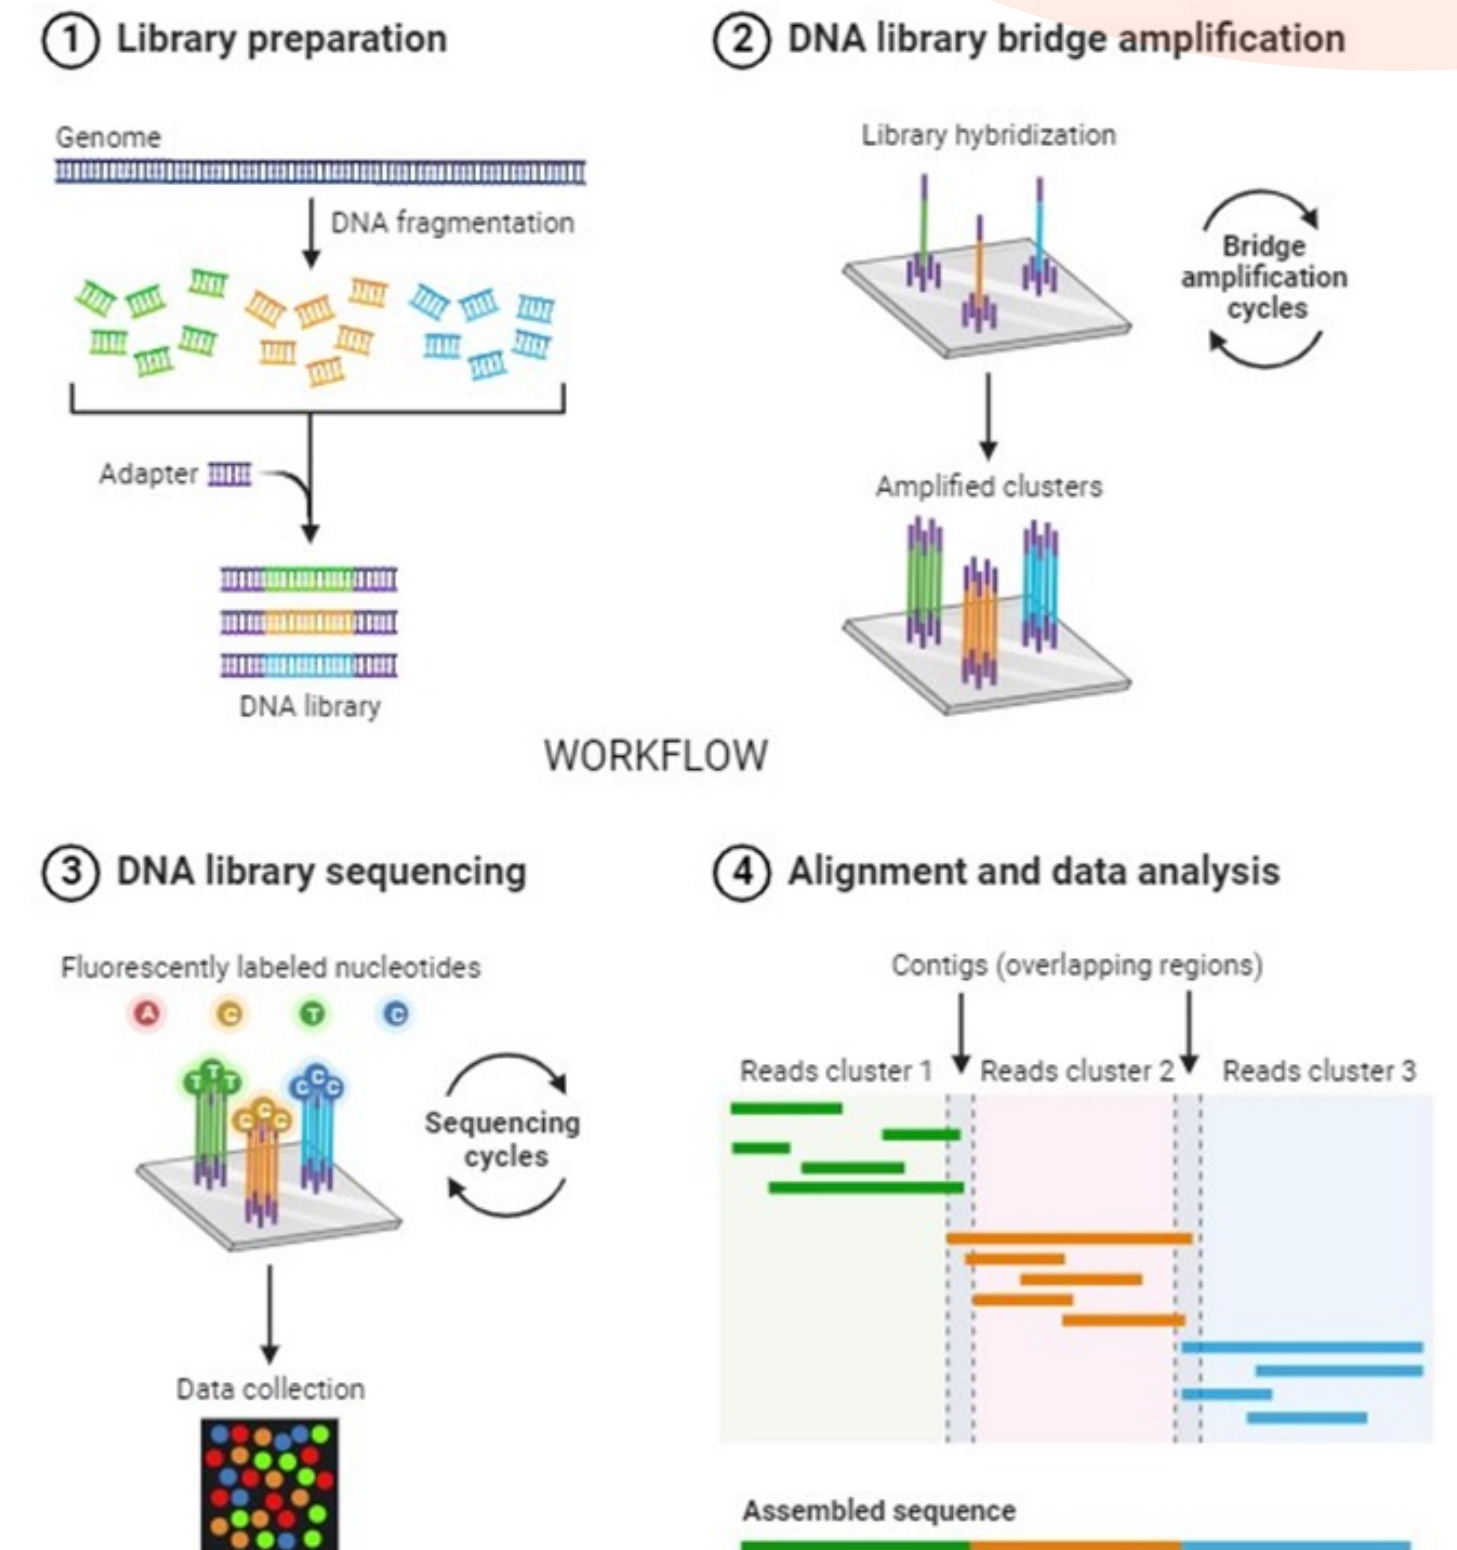 1 Library preparation
Genome
DNA fragmentation
Adapter
DNA library
2 DNA library bridge amplification
Library hybridization
Bridge
amplification
cycles
Amplified clusters
WORKFLOW
3 DNA library sequencing
Fluorescently labeled nucleotides
A C T C
T T T
C C C
C C C
Sequencing
cycles
Data collection
4 Alignment and data analysis
Contigs (overlapping regions)
Reads cluster 1 Reads cluster 2 Reads cluster 3
Assembled sequence